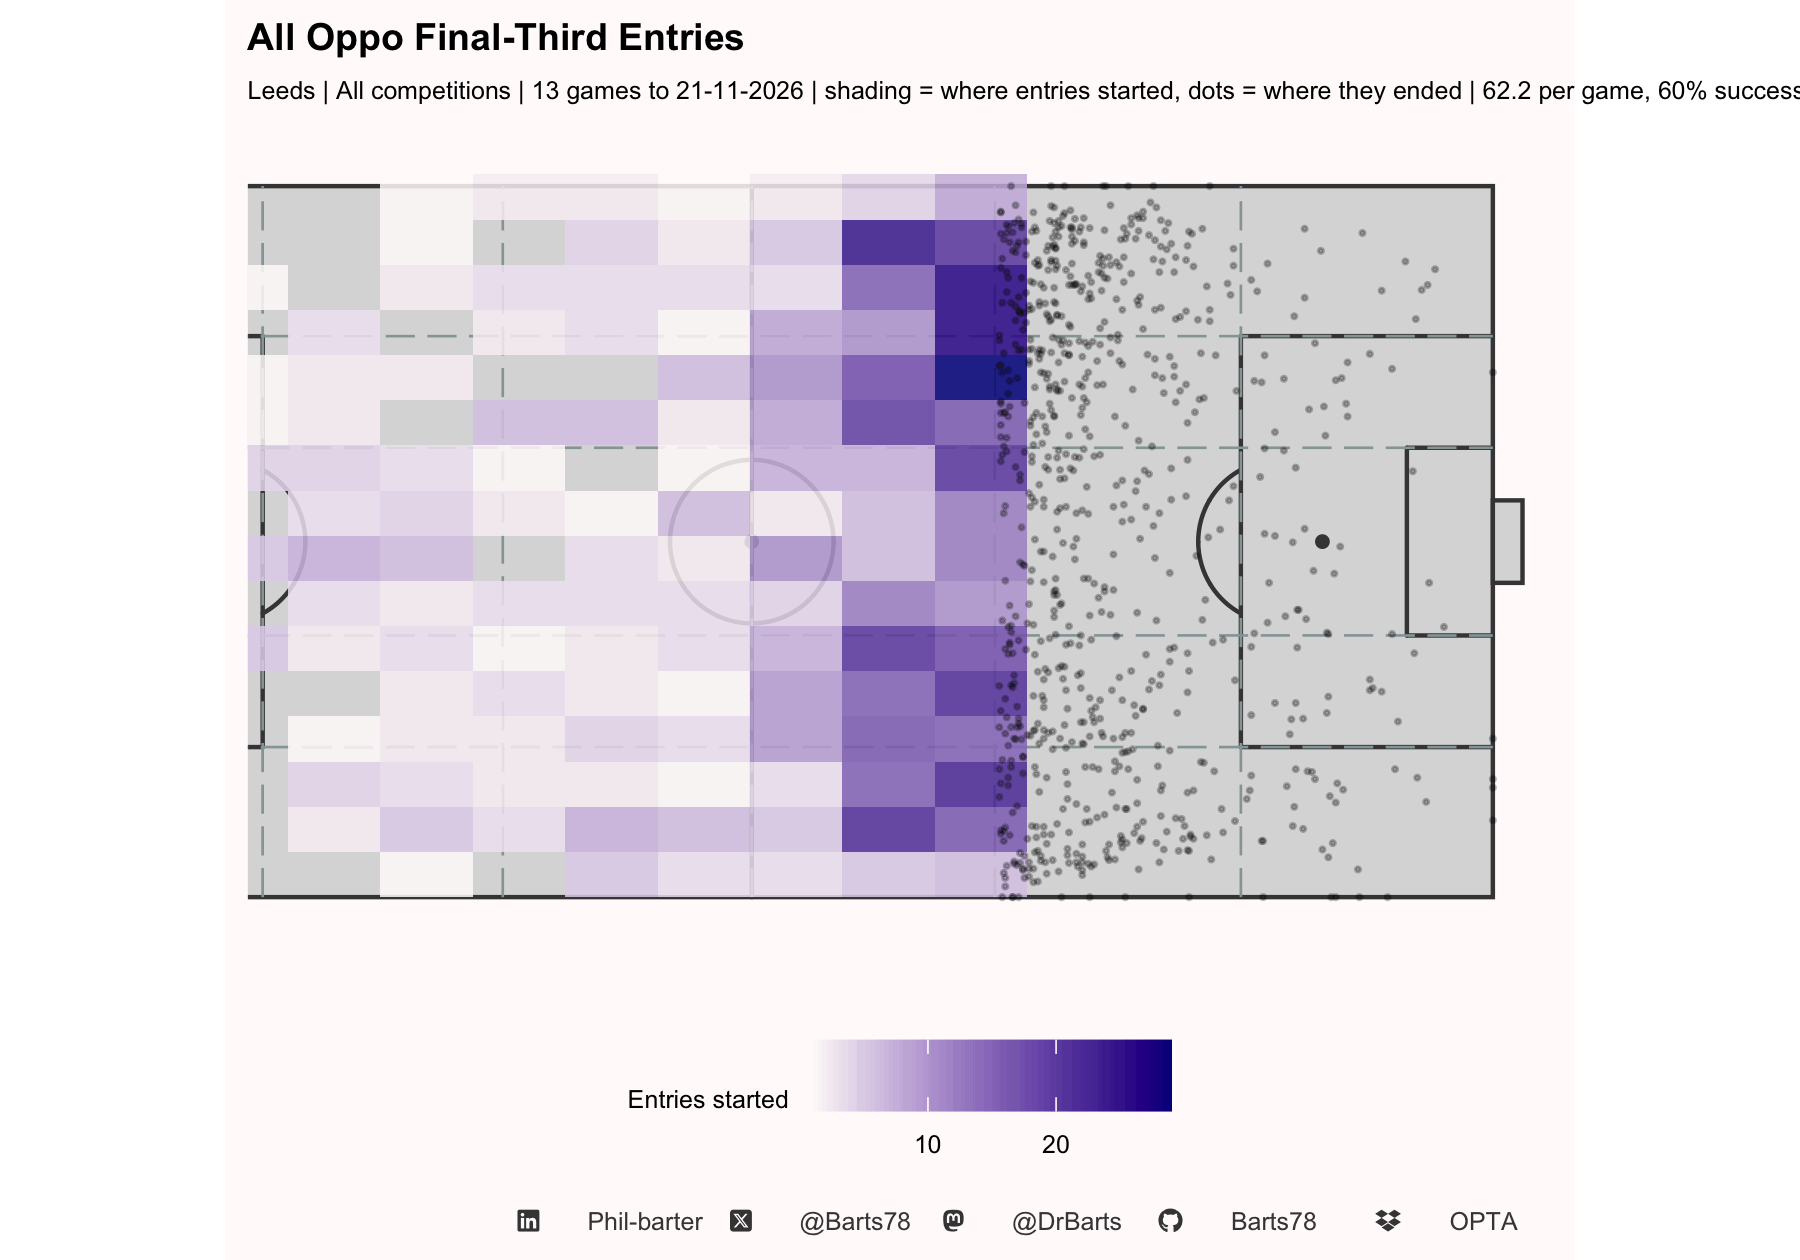 All Oppo Final-Third Entries
Leeds | All competitions | 13 games to 21-11-2026 | shading = where entries started, dots = where they ended | 62.2 per game, 60% success
Entries started
10 20
Phil-barter @Barts78 @DrBarts Barts78 OPTA